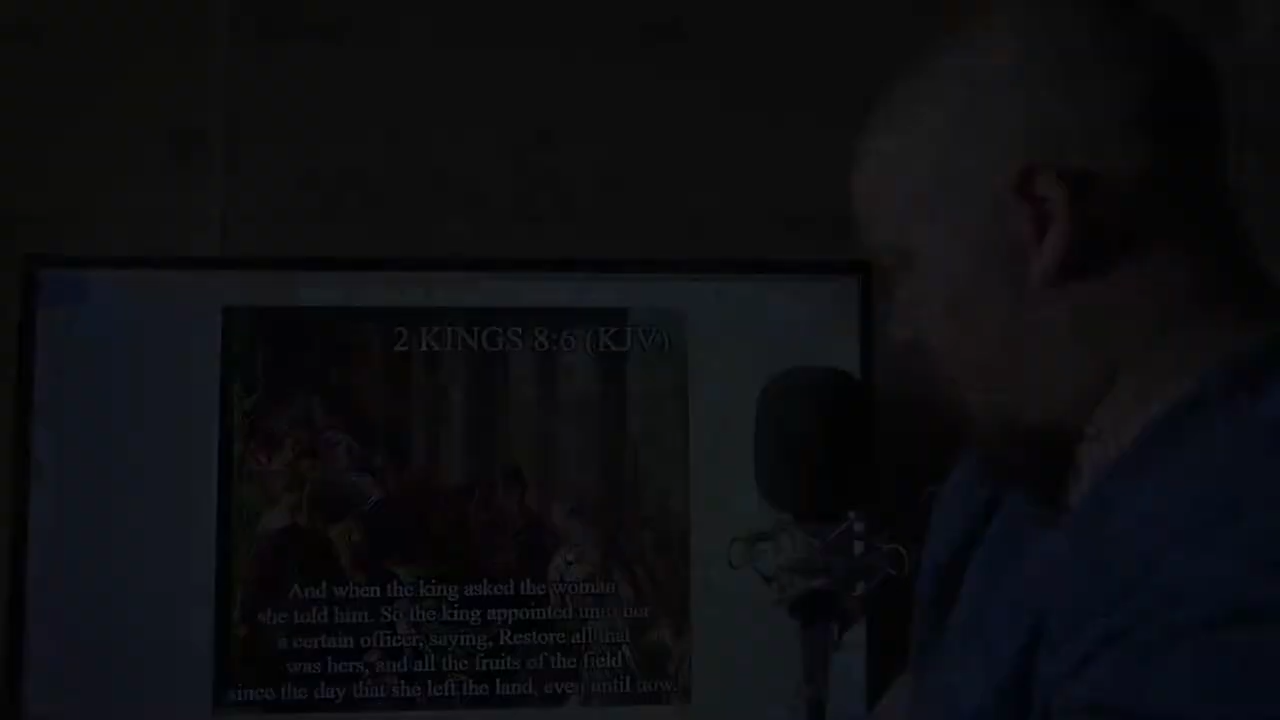 2 KINGS 8:6 (KJV)
And when the king asked the woman
she told him. So the king appointed unto her
a certain officer, saying, Restore all that
was hers, and all the fruits of the field
since the day that she left the land, even until now.